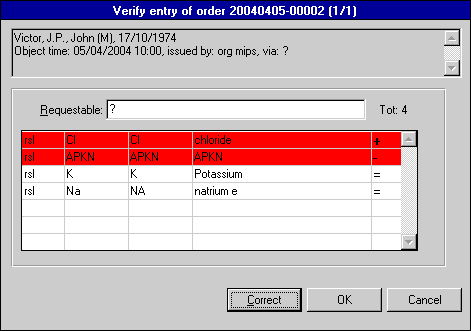 Verify entry of order 20040405-00002 (1/1)
Victor, J.P., John (M), 17/10/1974
Object time: 05/04/2004 10:00, issued by: org mips, via: ?
Requestable: ? Tot: 4
rsl Cl Cl chloride +
rsl APKN APKN APKN -
rsl K K Potassium =
rsl Na NA natrium e =
Correct OK Cancel